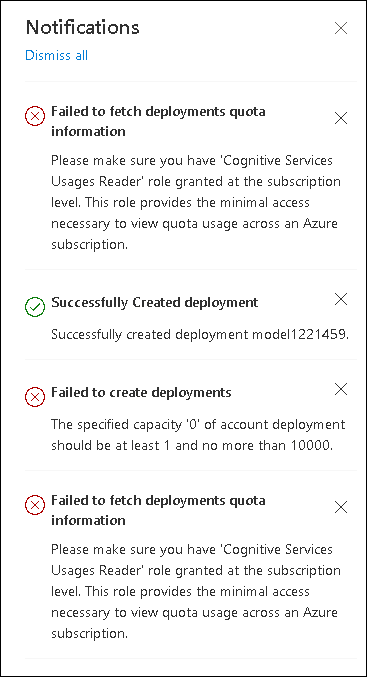 Notifications
Dismiss all
Failed to fetch deployments quota
information
Please make sure you have 'Cognitive Services
Usages Reader' role granted at the subscription
level. This role provides the minimal access
necessary to view quota usage across an Azure
subscription.
Successfully Created deployment
Successfully created deployment model1221459.
Failed to create deployments
The specified capacity '0' of account deployment
should be at least 1 and no more than 10000.
Failed to fetch deployments quota
information
Please make sure you have 'Cognitive Services
Usages Reader' role granted at the subscription
level. This role provides the minimal access
necessary to view quota usage across an Azure
subscription.